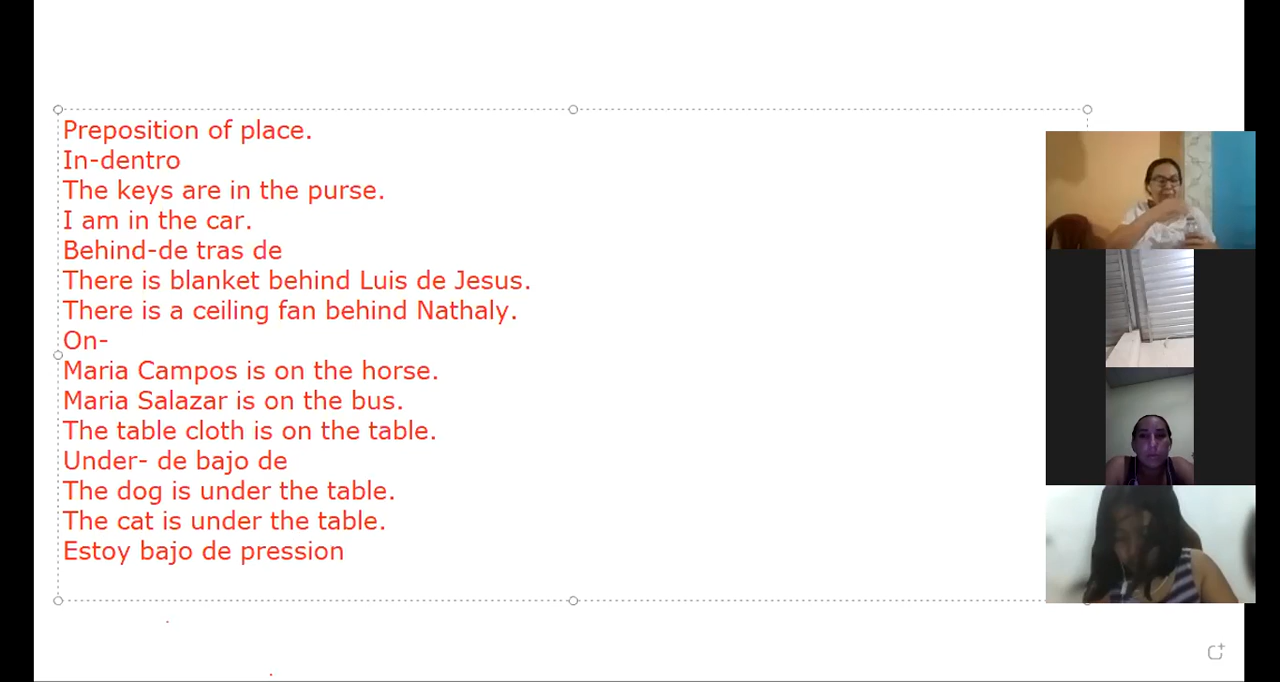 Preposition of place.
In-dentro
The keys are in the purse.
I am in the car.
Behind-de tras de
There is blanket behind Luis de Jesus.
There is a ceiling fan behind Nathaly.
On-
Maria Campos is on the horse.
Maria Salazar is on the bus.
The table cloth is on the table.
Under- de bajo de
The dog is under the table.
The cat is under the table.
Estoy bajo de pression